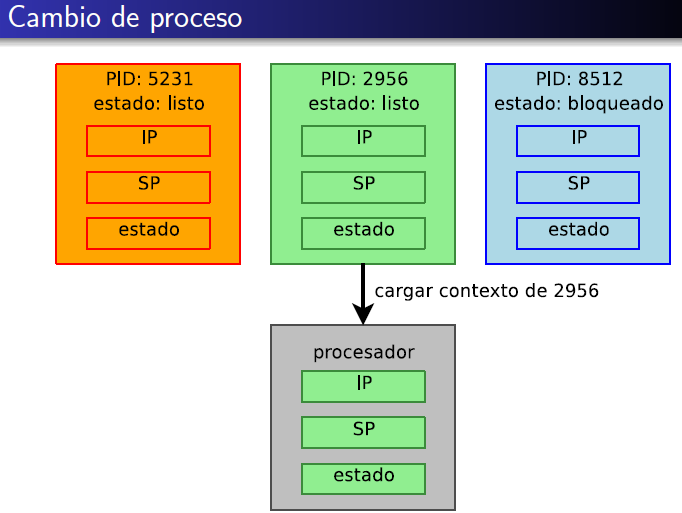 Cambio de proceso
PID: 5231
estado: listo
IP
SP
estado
PID: 2956
estado: listo
IP
SP
estado
PID: 8512
estado: bloqueado
IP
SP
estado
cargar contexto de 2956
procesador
IP
SP
estado